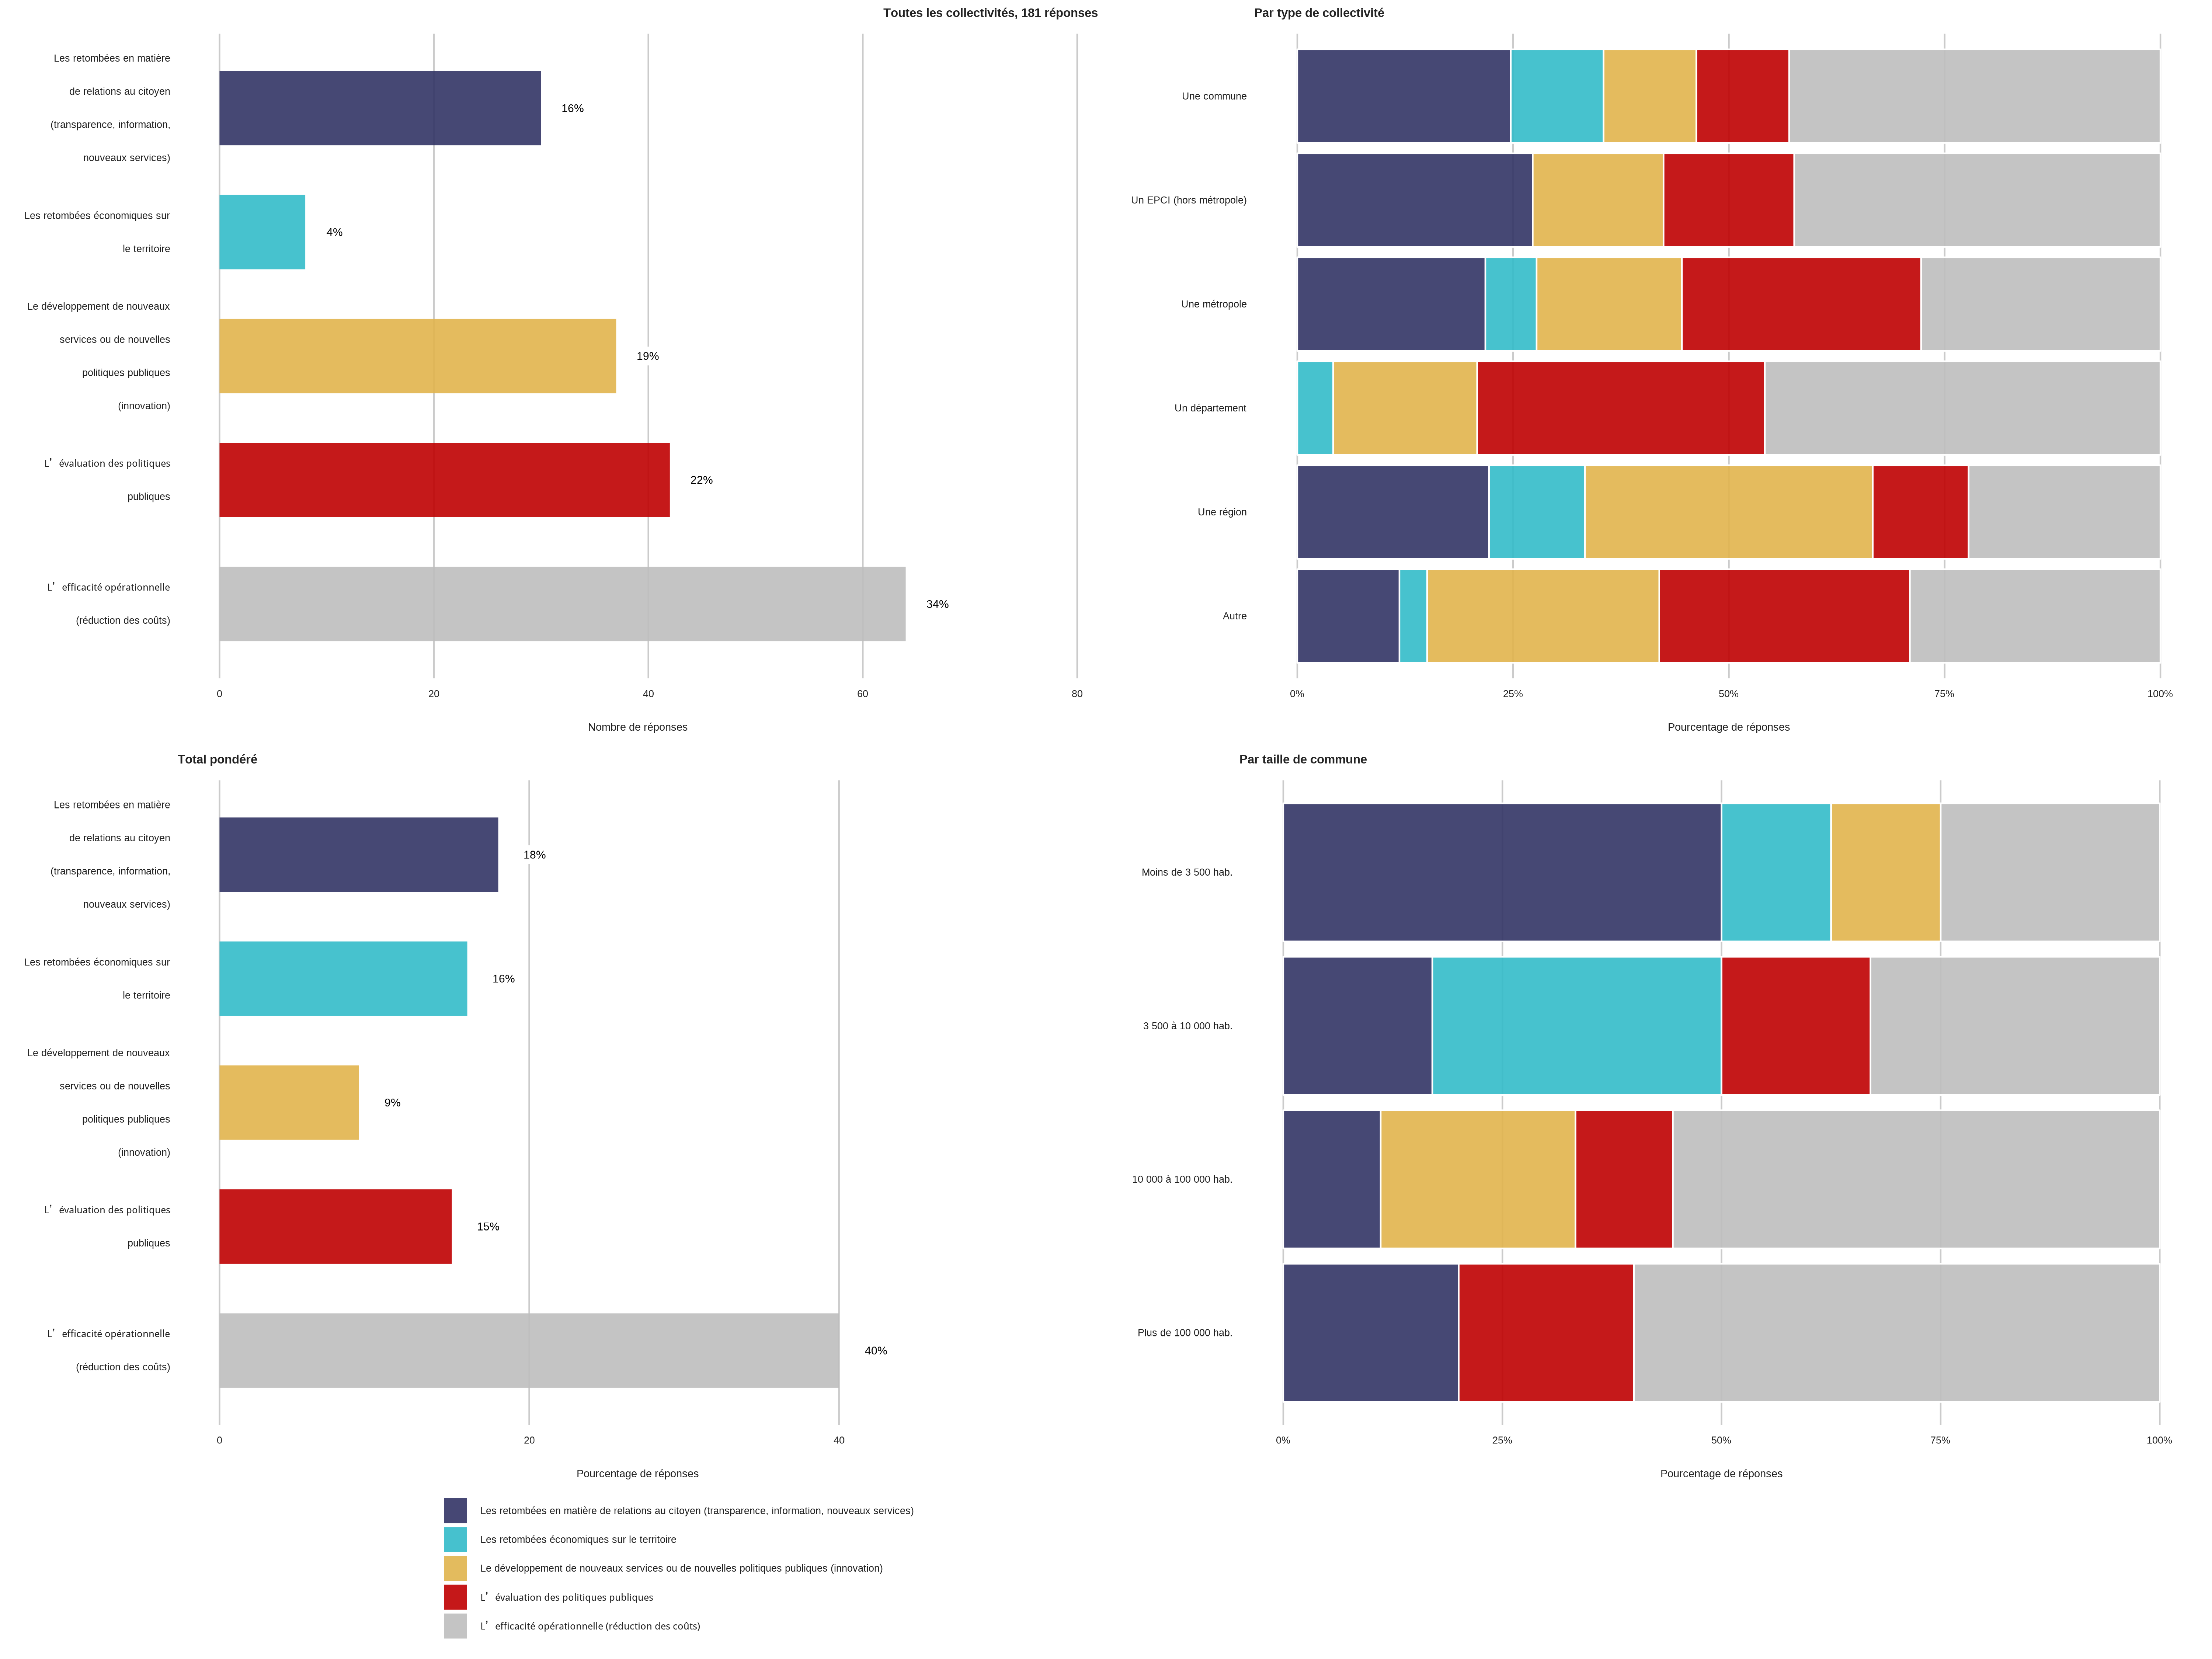 Toutes les collectivités, 181 réponses
Les retombées en matière
de relations au citoyen
(transparence, information,
nouveaux services)
16%
Les retombées économiques sur
le territoire
4%
Le développement de nouveaux
services ou de nouvelles
politiques publiques
(innovation)
19%
L’évaluation des politiques
publiques
22%
L’efficacité opérationnelle
(réduction des coûts)
34%
0 20 40 60 80
Nombre de réponses
Par type de collectivité
Une commune
Un EPCI (hors métropole)
Une métropole
Un département
Une région
Autre
0% 25% 50% 75% 100%
Pourcentage de réponses
Total pondéré
Les retombées en matière
de relations au citoyen
(transparence, information,
nouveaux services)
18%
Les retombées économiques sur
le territoire
16%
Le développement de nouveaux
services ou de nouvelles
politiques publiques
(innovation)
9%
L’évaluation des politiques
publiques
15%
L’efficacité opérationnelle
(réduction des coûts)
40%
0 20 40
Pourcentage de réponses
Par taille de commune
Moins de 3 500 hab.
3 500 à 10 000 hab.
10 000 à 100 000 hab.
Plus de 100 000 hab.
0% 25% 50% 75% 100%
Pourcentage de réponses
Les retombées en matière de relations au citoyen (transparence, information, nouveaux services)
Les retombées économiques sur le territoire
Le développement de nouveaux services ou de nouvelles politiques publiques (innovation)
L’évaluation des politiques publiques
L’efficacité opérationnelle (réduction des coûts)